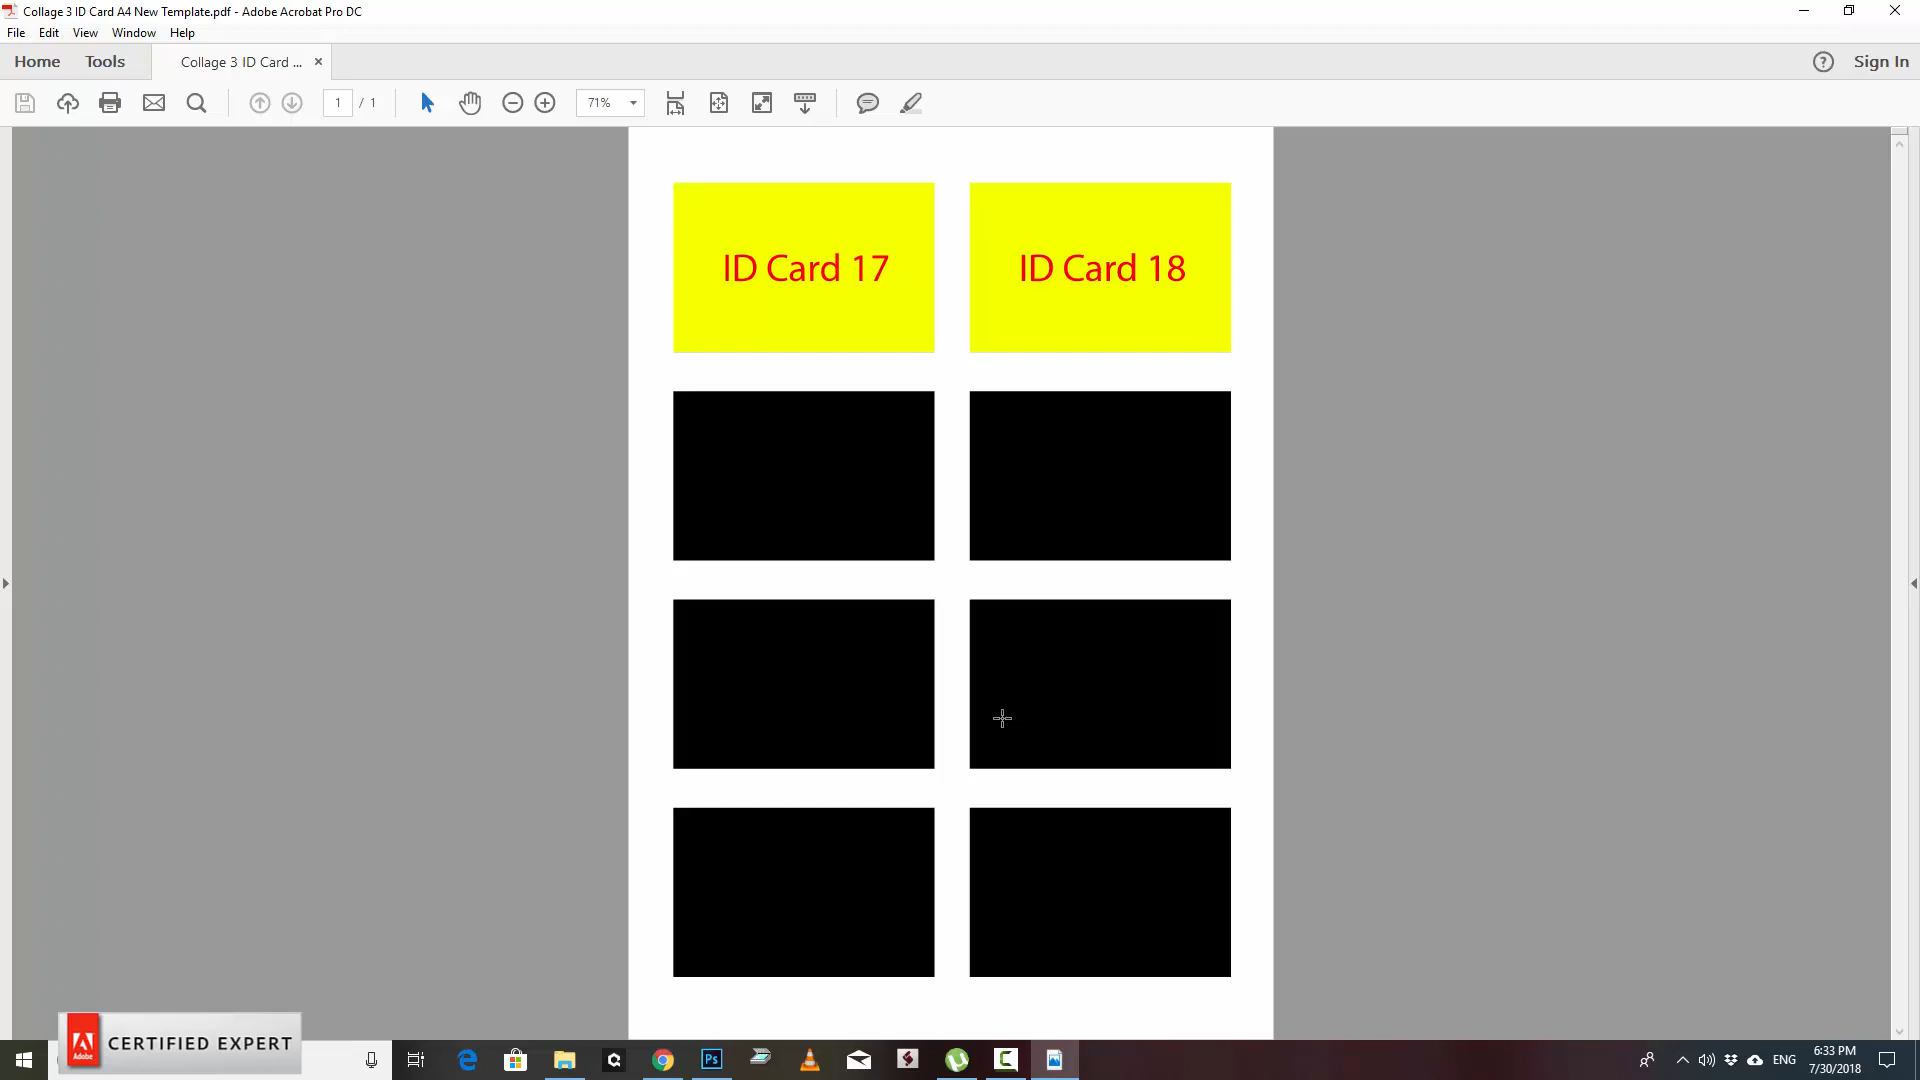 Collage 3 ID Card A4 New Template.pdf - Adobe Acrobat Pro DC
File Edit View Window Help
Home Tools Collage 3 ID Card ... × Sign In
1 / 1 71%
ID Card 17 ID Card 18
Adobe CERTIFIED EXPERT
Ps
ENG
6:33 PM
7/30/2018